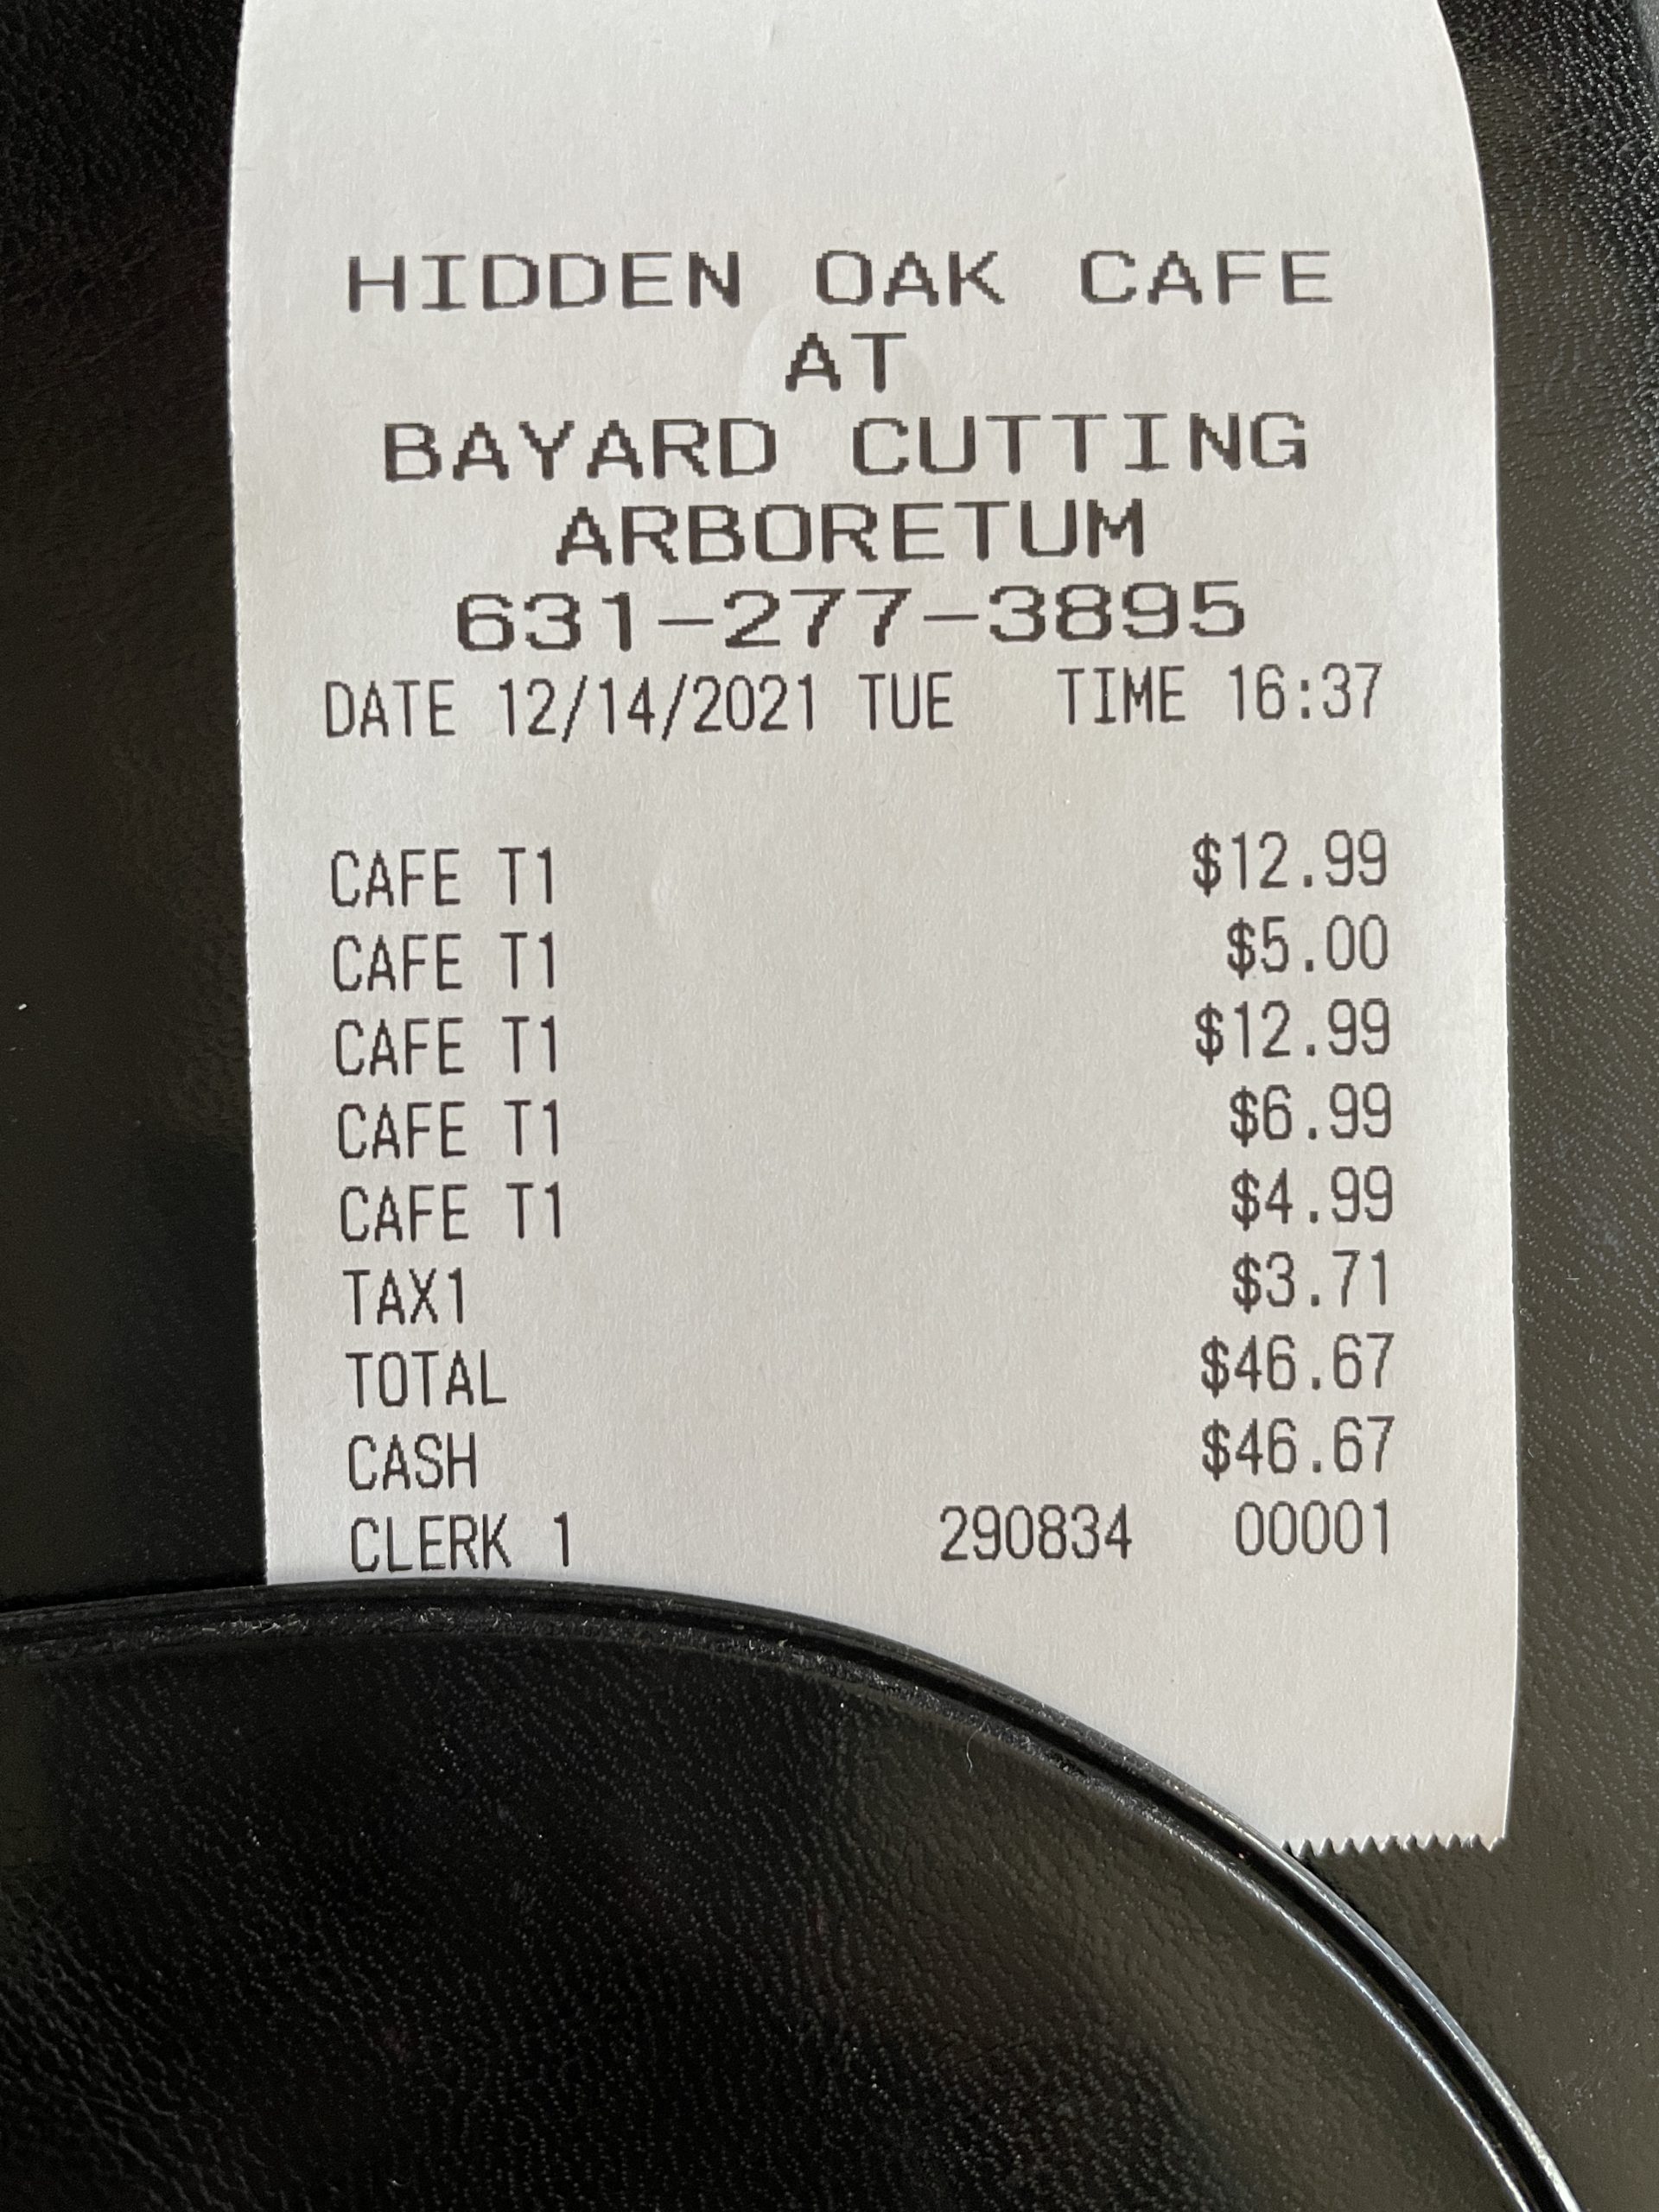 HIDDEN OAK CAFE
AT
BAYARD CUTTING
ARBORETUM
631-277-3895
DATE 12/14/2021 TUE TIME 16:37
CAFE T1 $12.99
CAFE T1 $5.00
CAFE T1 $12.99
CAFE T1 $6.99
CAFE T1 $4.99
TAX1 $3.71
TOTAL $46.67
CASH $46.67
CLERK 1 290834 00001